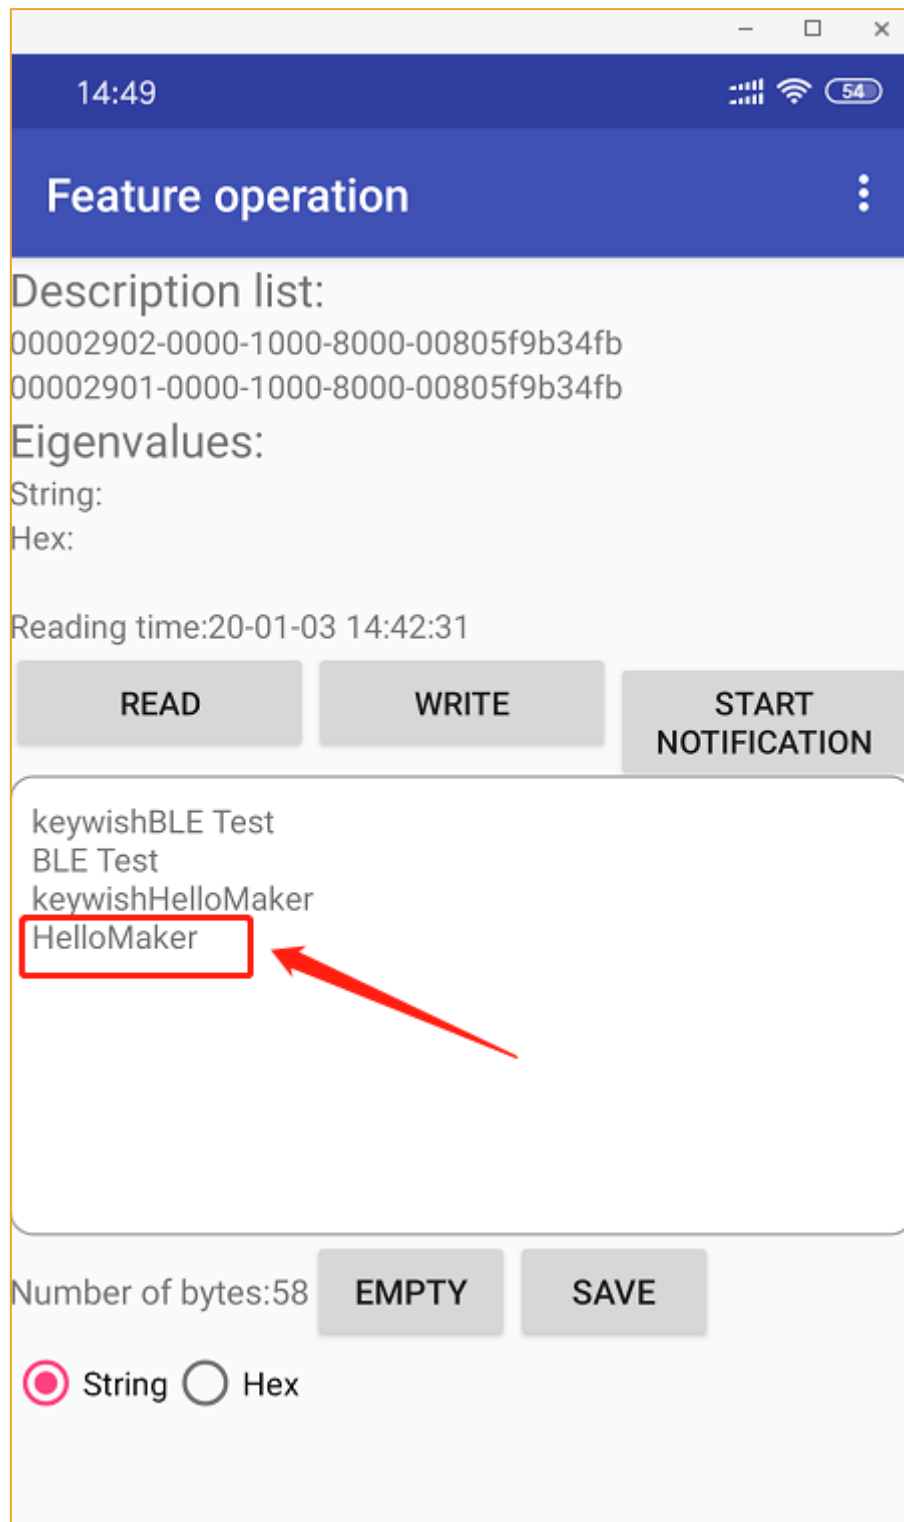 14:49
54
Feature operation
Description list:
00002902-0000-1000-8000-00805f9b34fb
00002901-0000-1000-8000-00805f9b34fb
Eigenvalues:
String:
Hex:
Reading time:20-01-03 14:42:31
READ
WRITE
START
NOTIFICATION
keywishBLE Test
BLE Test
keywishHelloMaker
HelloMaker
Number of bytes:58
EMPTY
SAVE
String
Hex